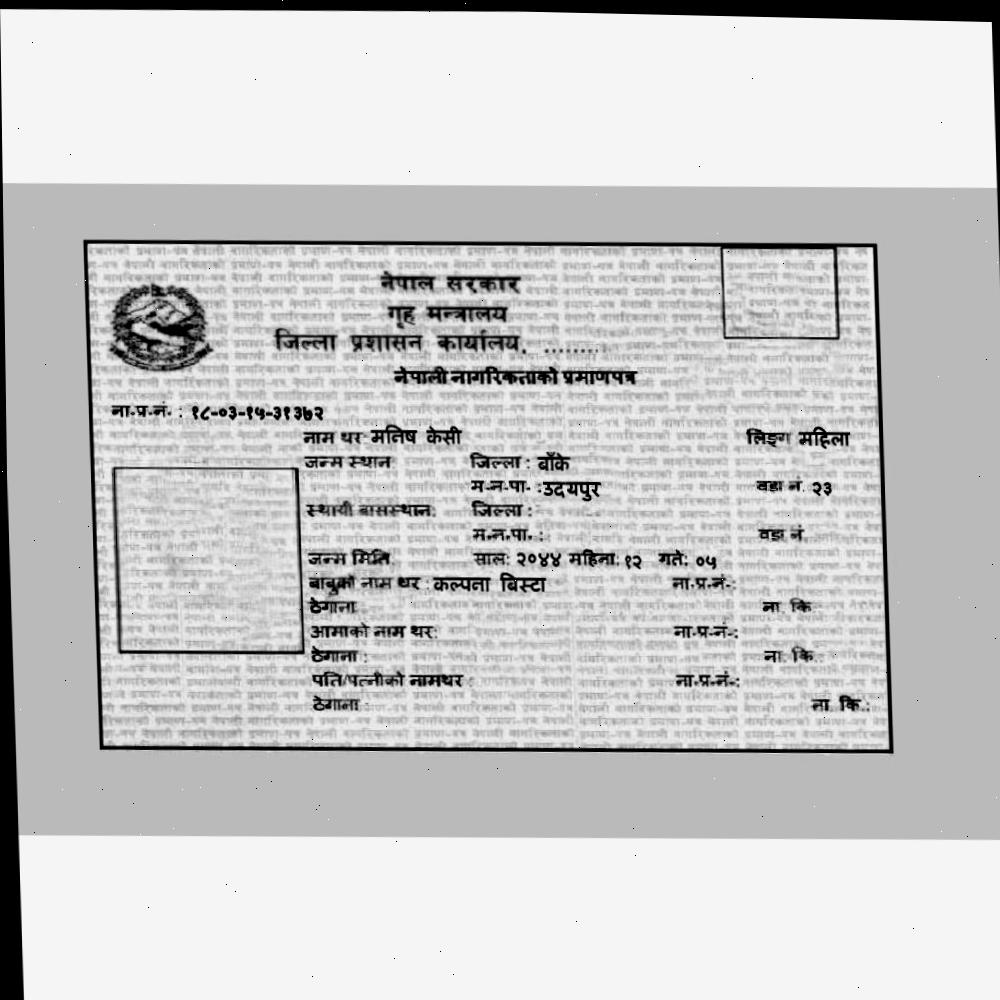 नेपाल सरकार
गृह मन्त्रालय
जिल्ला प्रशासन कार्यालय, .........
नेपाली नागरिकताको प्रमाणपत्र
ना.प्र.नं. : १८-०३-१५-३१३७२
नाम थर: मनिष केसी लिङ्ग महिला
जन्म स्थान: जिल्ला : बाँके
म.न.पा. :उदयपुर वडा नं. २३
स्थायी बासस्थान: जिल्ला :
म.न.पा. : वडा नं.
जन्म मिति: साल: २०४४ महिना: १२ गते: ०५
बाबुको नाम थर : कल्पना बिस्टा ना.प्र.नं.:
ठेगाना ना. कि.:
आमाको नाम थर: ना.प्र.नं.:
ठेगाना : ना. कि.:
पति/पत्नीको नामथर : ना.प्र.नं.:
ठेगाना : ना. कि.: